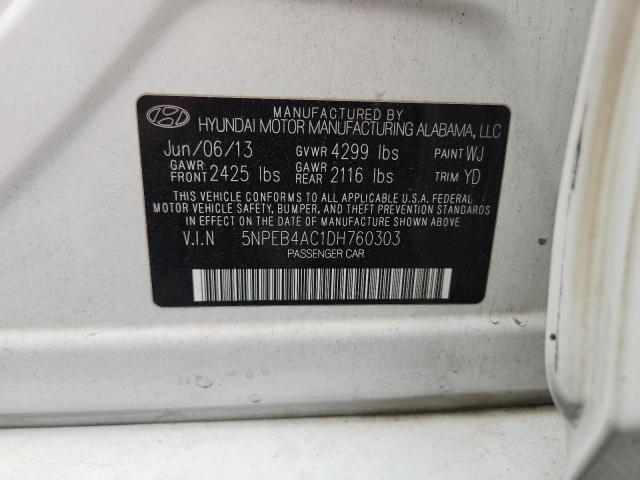 MANUFACTURED BY
HYUNDAI MOTOR MANUFACTURING ALABAMA, LLC
Jun/06/13 GVWR 4299 lbs PAINT WJ
GAWR FRONT 2425 lbs GAWR REAR 2116 lbs TRIM YD
THIS VEHICLE CONFORMS TO ALL APPLICABLE U.S.A. FEDERAL
MOTOR VEHICLE SAFETY, BUMPER, AND THEFT PREVENTION STANDARDS
IN EFFECT ON THE DATE OF MANUFACTURE SHOWN ABOVE
V.I.N 5NPEB4AC1DH760303
PASSENGER CAR